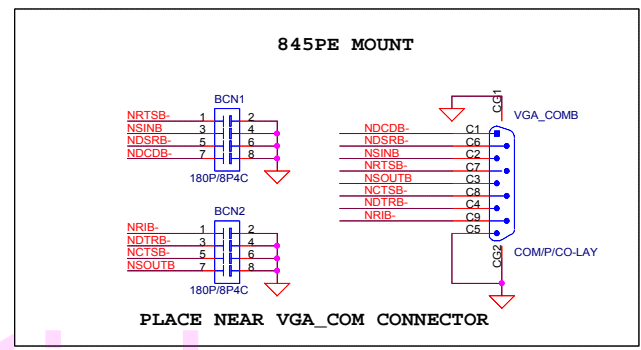 845PE MOUNT
BCN1
NRTSB- 1 2
NSINB 3 4
NDSRB- 5 6
NDCDB- 7 8
180P/8P4C
BCN2
NRIB- 1 2
NDTRB- 3 4
NCTSB- 5 6
NSOUTB 7 8
180P/8P4C
CG1
VGA_COMB
NDCDB- C1
NDSRB- C6
NSINB C2
NRTSB- C7
NSOUTB C3
NCTSB- C8
NDTRB- C4
NRIB- C9
C5
CG2
COM/P/CO-LAY
PLACE NEAR VGA_COM CONNECTOR